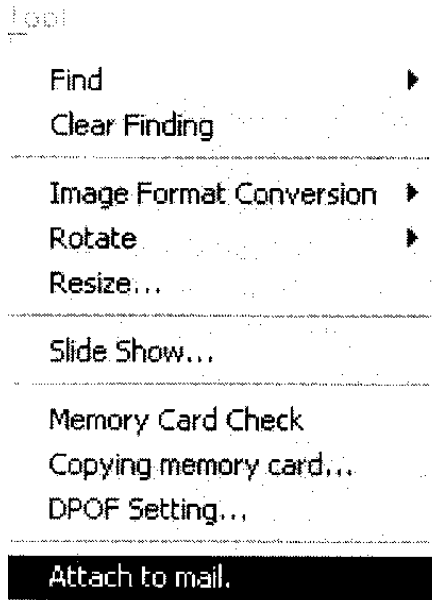 Tool
Find
Clear Finding
Image Format Conversion
Rotate
Resize...
Slide Show...
Memory Card Check
Copying memory card...
DPOF Setting...
Attach to mail.